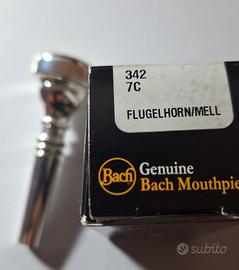 342
7C
FLUGELHORN/MELL
Bach
Genuine
Bach Mouthpie
subito